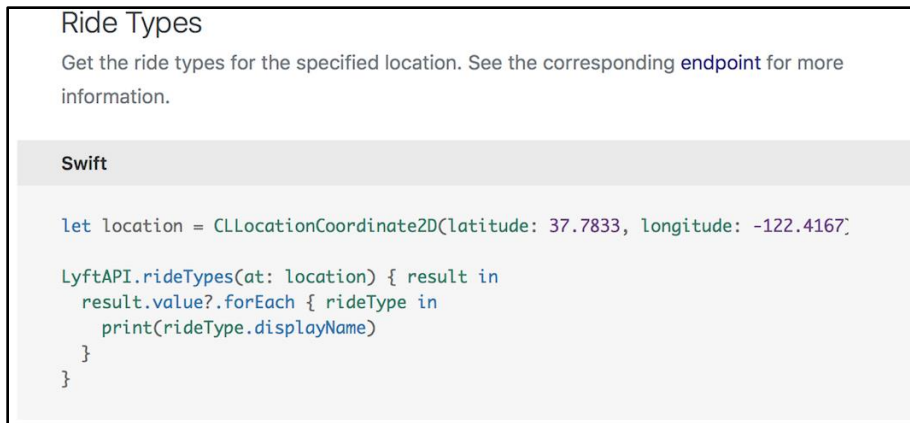 Ride Types
Get the ride types for the specified location. See the corresponding endpoint for more
information.
Swift
let location = CLLocationCoordinate2D(latitude: 37.7833, longitude: -122.4167)
LyftAPI.rideTypes(at: location) { result in
  result.value?.forEach { rideType in
    print(rideType.displayName)
  }
}